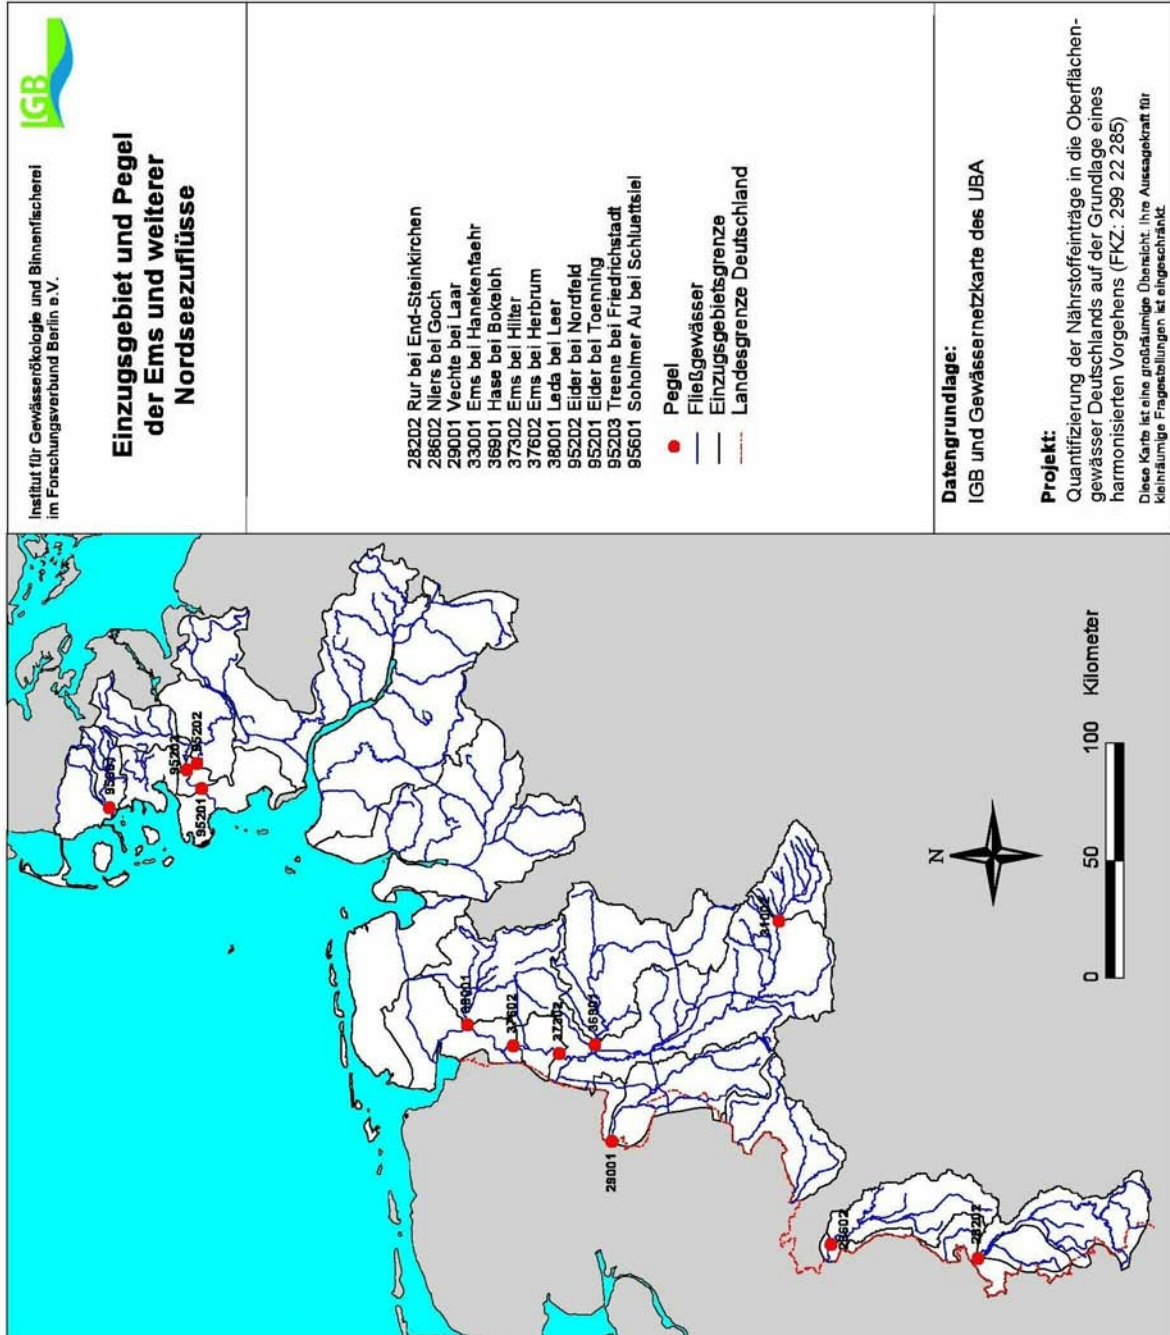 IGB
Institut für Gewässerökologie und Binnenfischerei
im Forschungsverbund Berlin e.V.
Einzugsgebiet und Pegel
der Ems und weiterer
Nordseezuflüsse
28202 Rur bei End-Steinkirchen
28602 Niers bei Goch
29001 Vechte bei Laar
33001 Ems bei Hanekenfaehr
36901 Hase bei Bokeloh
37302 Ems bei Hilter
37602 Ems bei Herbrum
38001 Leda bei Leer
95202 Eider bei Nordfeld
95201 Eider bei Toenning
95203 Treene bei Friedrichstadt
95601 Soholmer Au bei Schluettsiel
Pegel
Fließgewässer
Einzugsgebietsgrenze
Landesgrenze Deutschland
Datengrundlage:
IGB und Gewässernetzkarte des UBA
Projekt:
Quantifizierung der Nährstoffeinträge in die Oberflächen-
gewässer Deutschlands auf der Grundlage eines
harmonisierten Vorgehens (FKZ: 299 22 285)
Diese Karte ist eine großräumige Übersicht. Ihre Aussagekraft für
kleinräumige Fragestellungen ist eingeschränkt.
95202
95201
38001
37602
36901
31002
29001
28602
28202
N
0 50 100 Kilometer